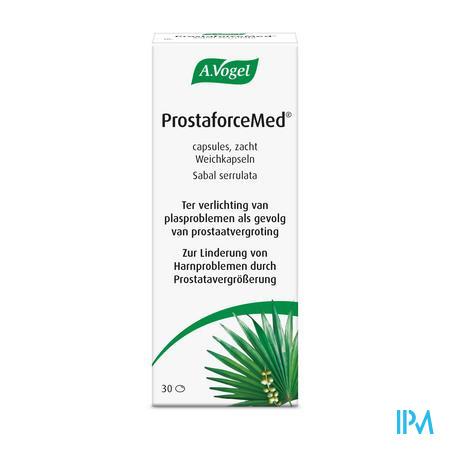 A.Vogel
ProstaforceMed®
capsules, zacht
Weichkapseln
Sabal serrulata
Ter verlichting van
plasproblemen als gevolg
van prostaatvergroting
Zur Linderung von
Harnproblemen durch
Prostatavergrößerung
30
IPM